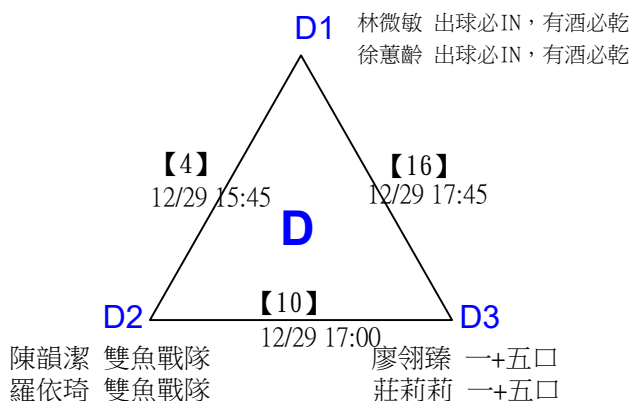 D1
林微敏 出球必IN，有酒必乾
徐蕙齡 出球必IN，有酒必乾
【4】
12/29 15:45
【16】
12/29 17:45
D
【10】
12/29 17:00
D2
D3
陳韻潔 雙魚戰隊
羅依琦 雙魚戰隊
廖翎臻 一+五口
莊莉莉 一+五口